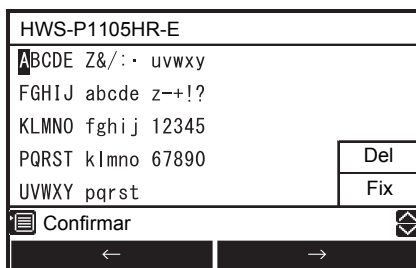 HWS-P1105HR-E
ABCDE Z&/:・ uvwxy
FGHIJ abcde z-+!?
KLMNO fghij 12345
PQRST klmno 67890
UVWXY pqrst
Del
Fix
Confirmar
← →